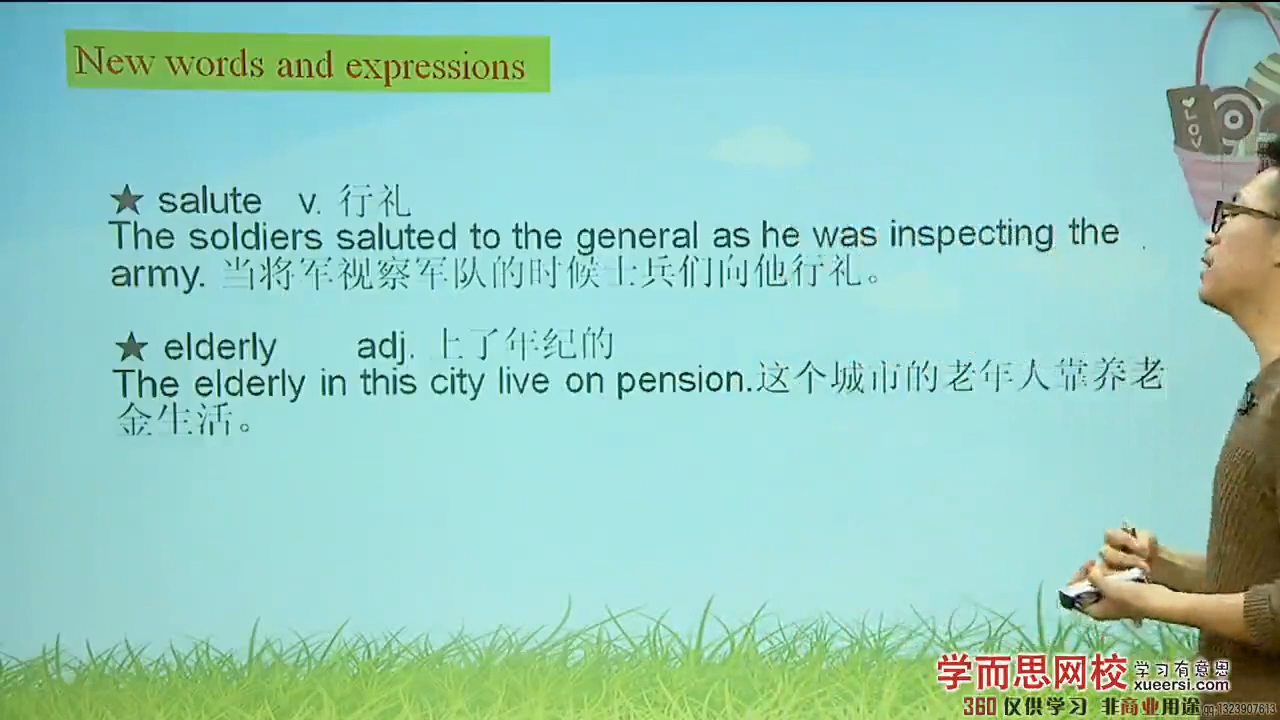 New words and expressions
LOV
★ salute v. 行礼
The soldiers saluted to the general as he was inspecting the
army. 当将军视察军队的时候士兵们向他行礼。
★ elderly adj. 上了年纪的
The elderly in this city live on pension.这个城市的老年人靠养老
金生活。
学而思网校 学习有意思
xueersi.com
360 仅供学习 非商业用途 qq:1323907613